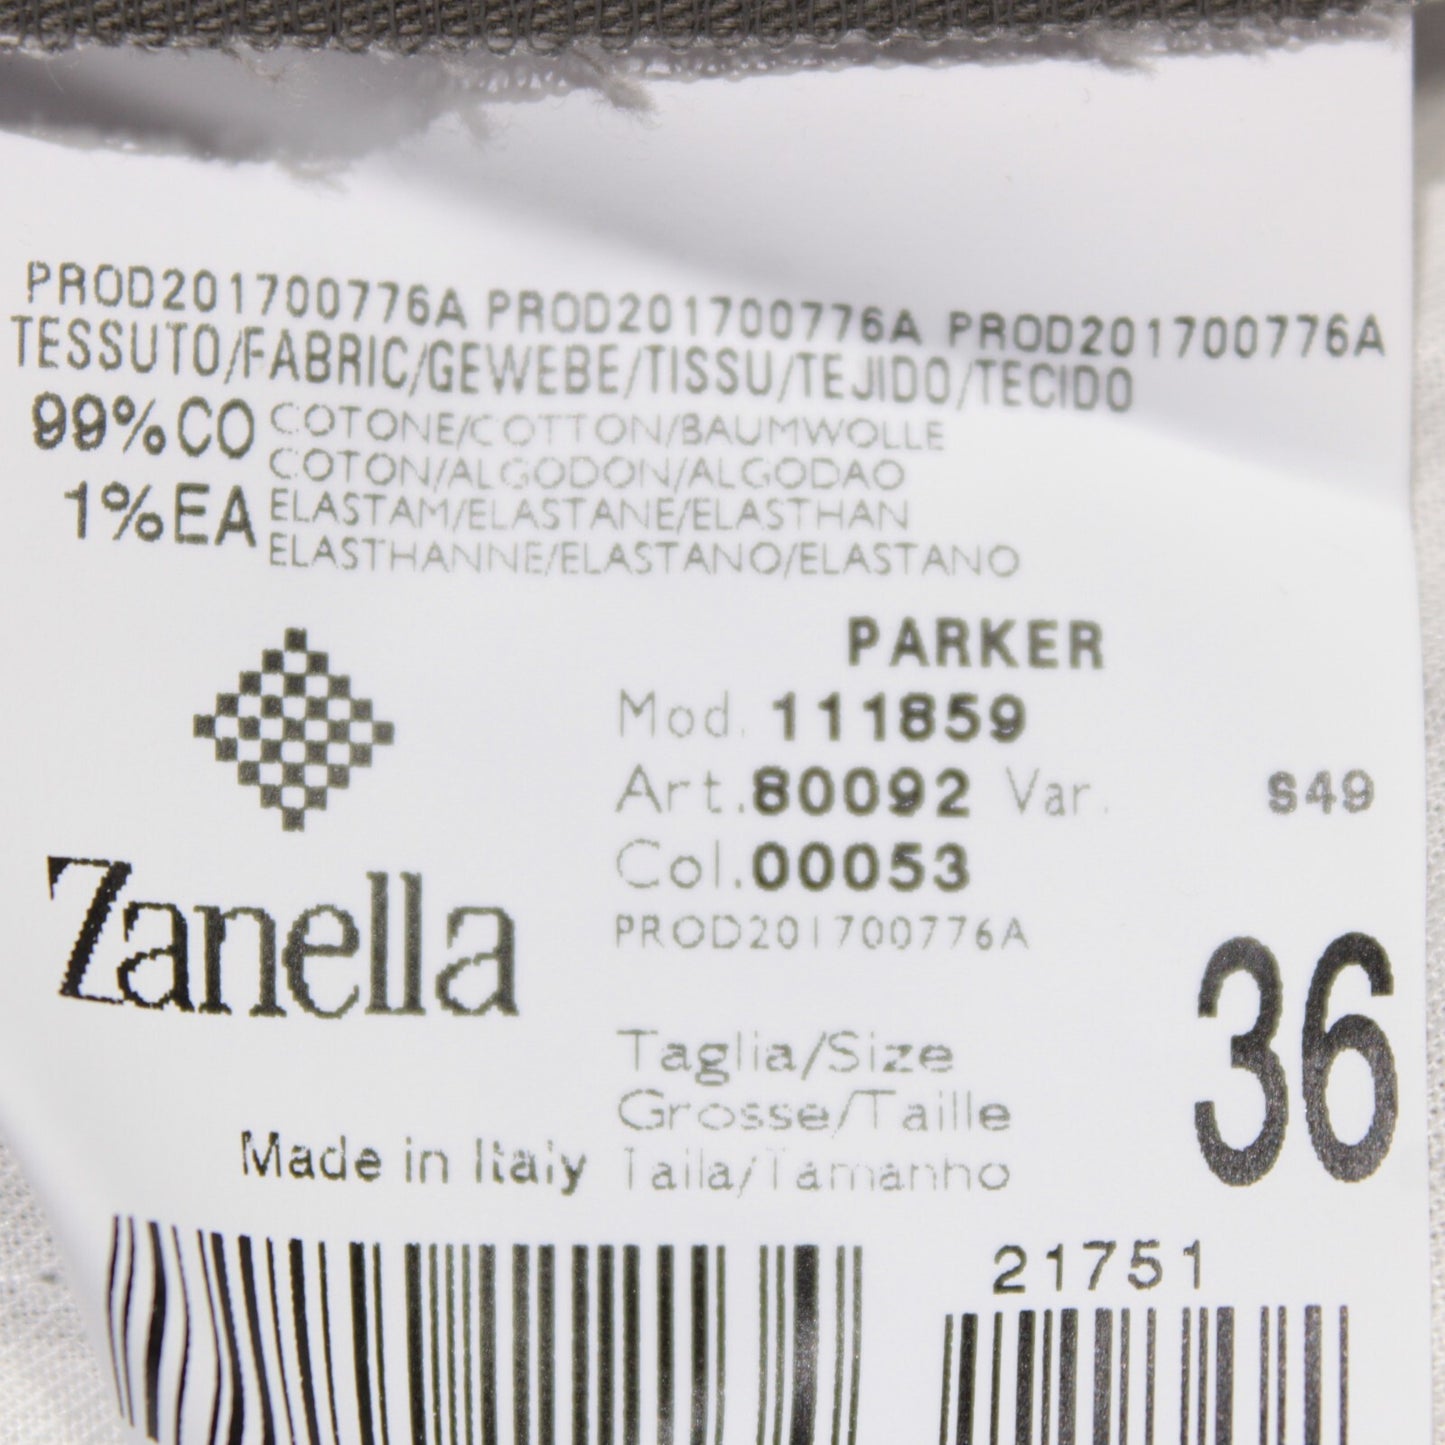 PROD201700776A PROD201700776A PROD201700776A
TESSUTO/FABRIC/GEWEBE/TISSU/TEJIDO/TECIDO
99%CO COTONE/COTTON/BAUMWOLLE
COTON/ALGODON/ALGODAO
1%EA ELASTAM/ELASTANE/ELASTHAN
ELASTHANNE/ELASTANO/ELASTANO
PARKER
Mod. 111859
Art. 80092 Var. S49
Col. 00053
PROD201700776A
Zanella
36
Taglia/Size
Grosse/Taille
Taila/Tamanho
Made in Italy
21751